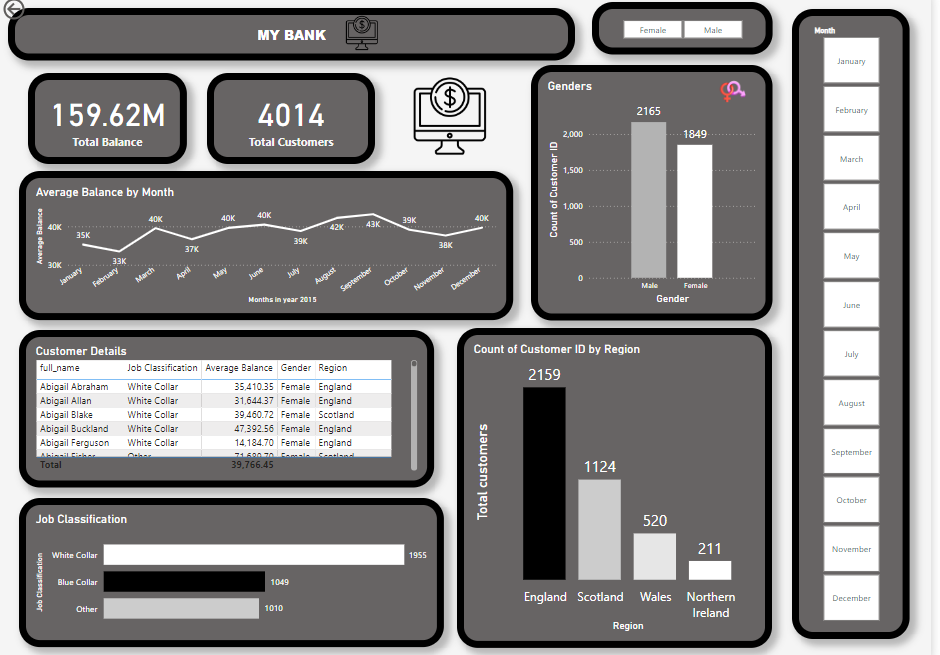 MY BANK
Female
Male
Month
January
February
March
April
May
June
July
August
September
October
November
December
159.62M
Total Balance
4014
Total Customers
Genders
Count of Customer ID
2,000
1,500
1,000
500
0
2165
1849
Male
Female
Gender
Average Balance by Month
Average Balance
40K
30K
35K
33K
40K
37K
40K
40K
39K
42K
43K
39K
38K
40K
January
February
March
April
May
June
July
August
September
October
November
December
Months in year 2015
Customer Details
full_name Job Classification Average Balance Gender Region
Abigail Abraham White Collar 35,410.35 Female England
Abigail Allan White Collar 31,644.37 Female England
Abigail Blake White Collar 39,460.72 Female Scotland
Abigail Buckland White Collar 47,392.56 Female England
Abigail Ferguson White Collar 14,184.70 Female England
Abigail Fisher Other 71,680.70 Female Scotland
Total 39,766.45
Count of Customer ID by Region
Total customers
2159
1124
520
211
England
Scotland
Wales
Northern
Ireland
Region
Job Classification
Job Classification
White Collar 1955
Blue Collar 1049
Other 1010